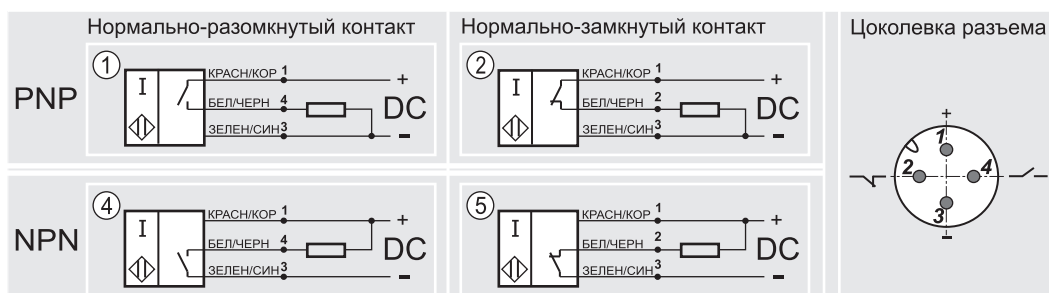 Нормально-разомкнутый контакт
Нормально-замкнутый контакт
Цоколевка разъема
PNP
1
I
КРАСН/КОР 1
БЕЛ/ЧЕРН 4
ЗЕЛЕН/СИН 3
+
DC
-
2
I
КРАСН/КОР 1
БЕЛ/ЧЕРН 2
ЗЕЛЕН/СИН 3
+
DC
-
NPN
4
I
КРАСН/КОР 1
БЕЛ/ЧЕРН 4
ЗЕЛЕН/СИН 3
+
DC
-
5
I
КРАСН/КОР 1
БЕЛ/ЧЕРН 2
ЗЕЛЕН/СИН 3
+
DC
-
+
1
2
4
3
-